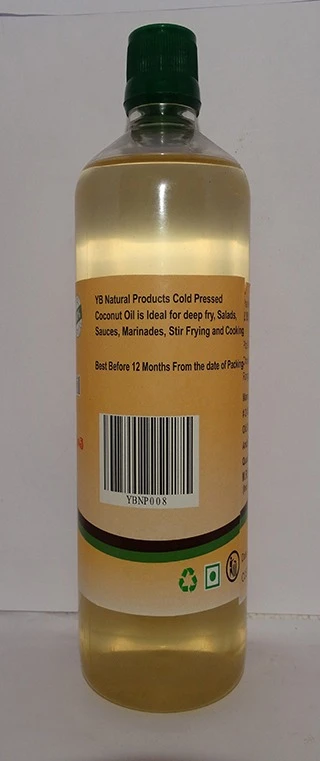 YB Natural Products Cold Pressed
Coconut Oil is Ideal for deep fry, Salads,
Sauces, Marinades, Stir Frying and Cooking
Best Before 12 Months From the date of Packing
YBNP008